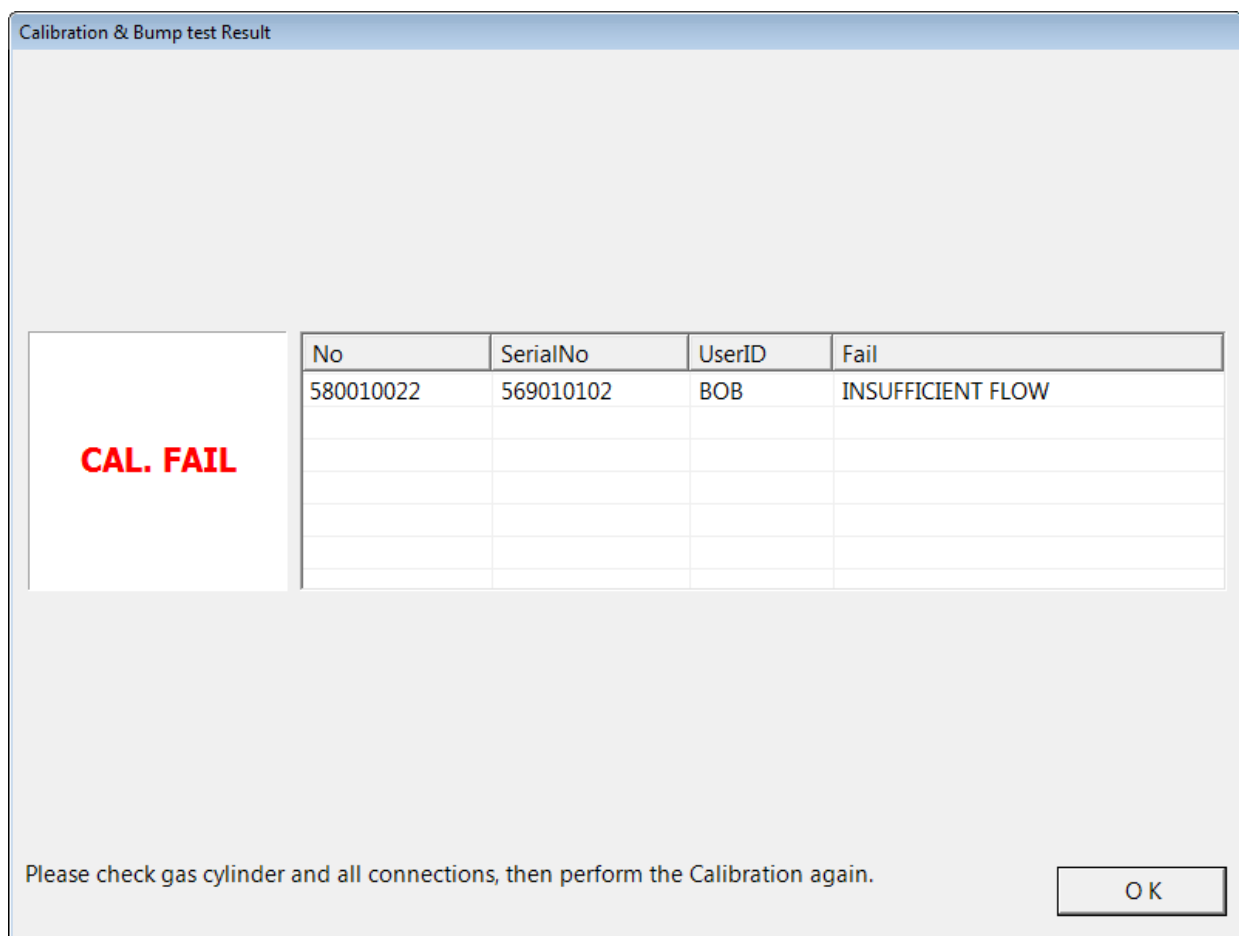 Calibration & Bump test Result
No SerialNo UserID Fail
580010022 569010102 BOB INSUFFICIENT FLOW
CAL. FAIL
Please check gas cylinder and all connections, then perform the Calibration again.
O K